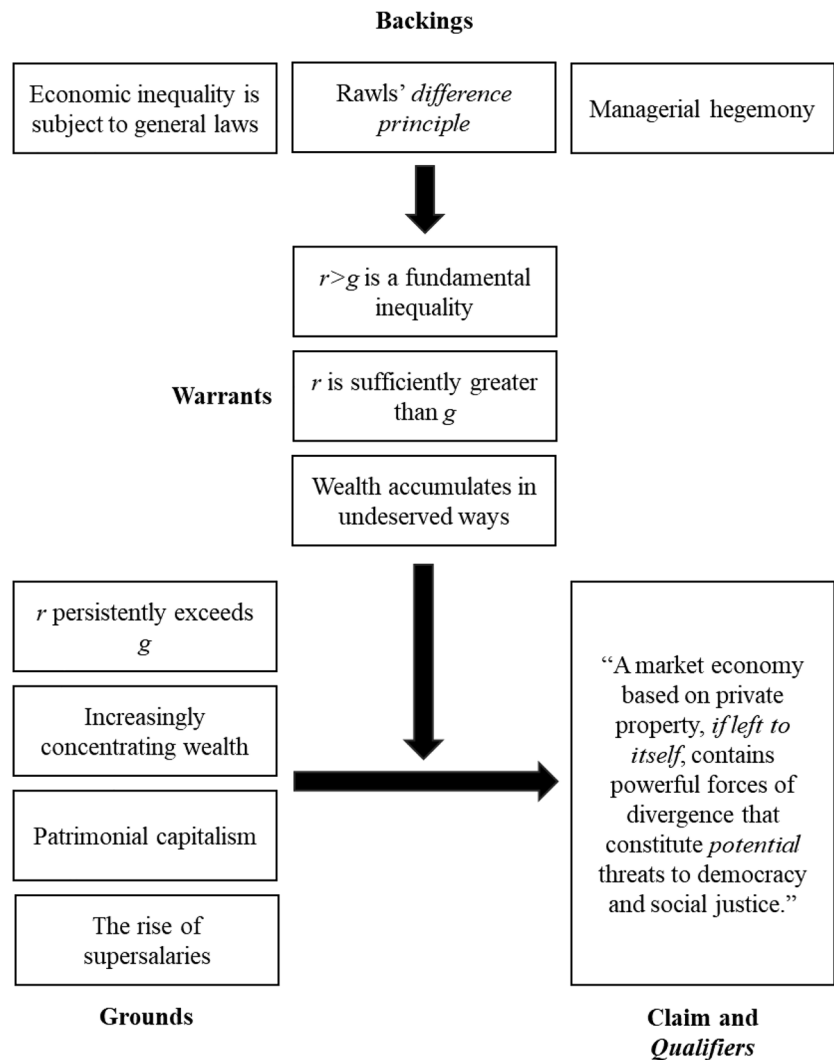 Backings
Economic inequality is
subject to general laws
Rawls’ difference
principle
Managerial hegemony
r>g is a fundamental
inequality
Warrants
r is sufficiently greater
than g
Wealth accumulates in
undeserved ways
r persistently exceeds
g
Increasingly
concentrating wealth
Patrimonial capitalism
The rise of
supersalaries
Grounds
“A market economy
based on private
property, if left to
itself, contains
powerful forces of
divergence that
constitute potential
threats to democracy
and social justice.”
Claim and
Qualifiers